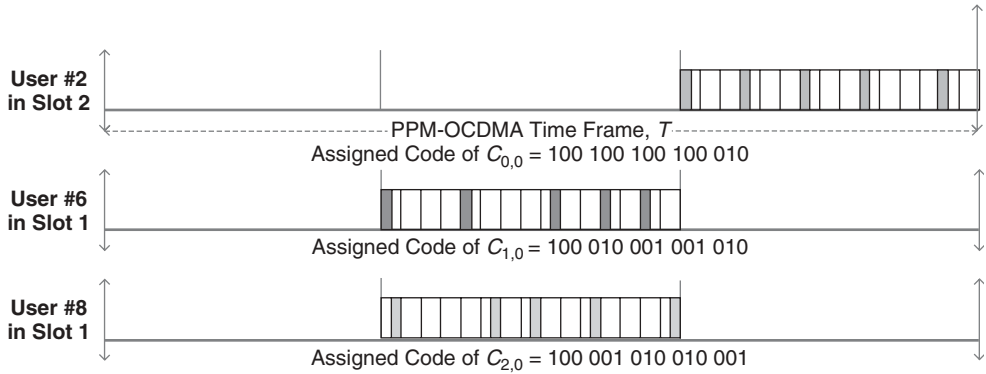 User #2
in Slot 2
PPM-OCDMA Time Frame, T
Assigned Code of C0,0 = 100 100 100 100 010
User #6
in Slot 1
Assigned Code of C1,0 = 100 010 001 001 010
User #8
in Slot 1
Assigned Code of C2,0 = 100 001 010 010 001